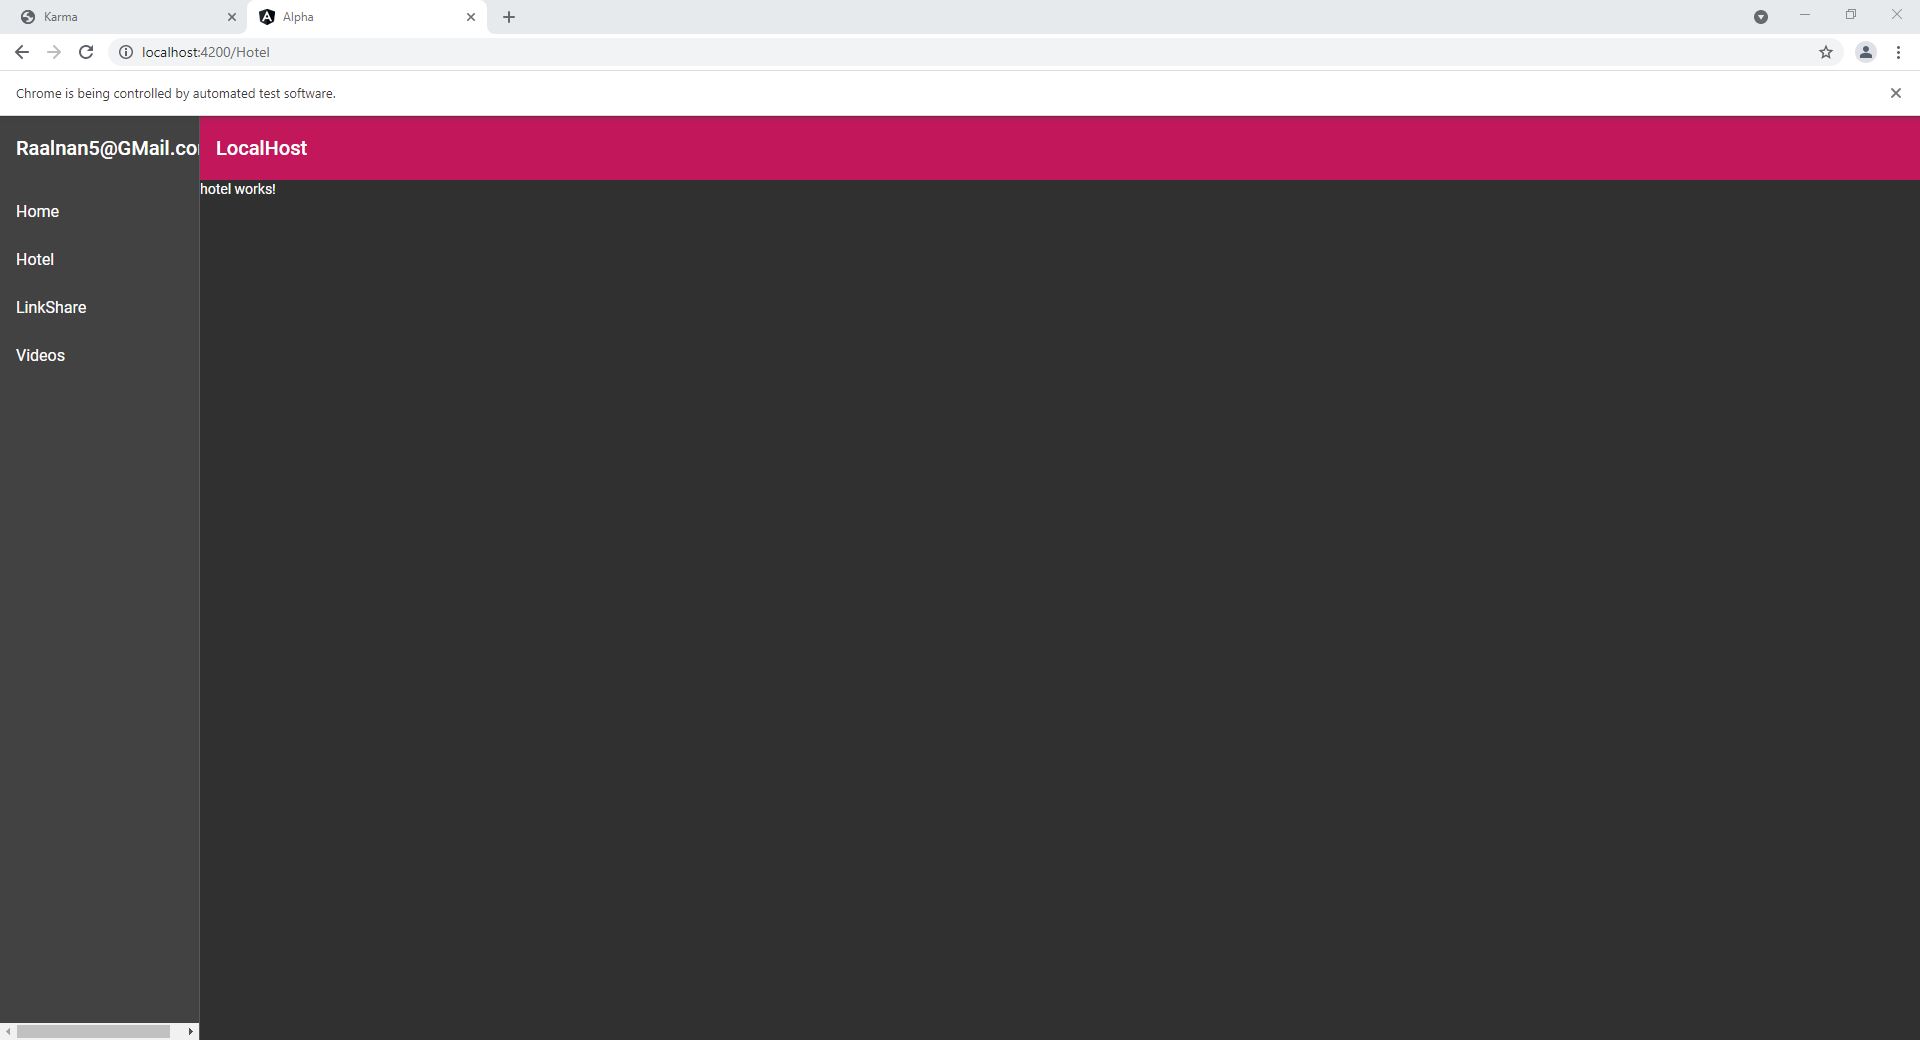 Karma
Alpha
localhost:4200/Hotel
Chrome is being controlled by automated test software.
Raalnan5@GMail.co
LocalHost
hotel works!
Home
Hotel
LinkShare
Videos